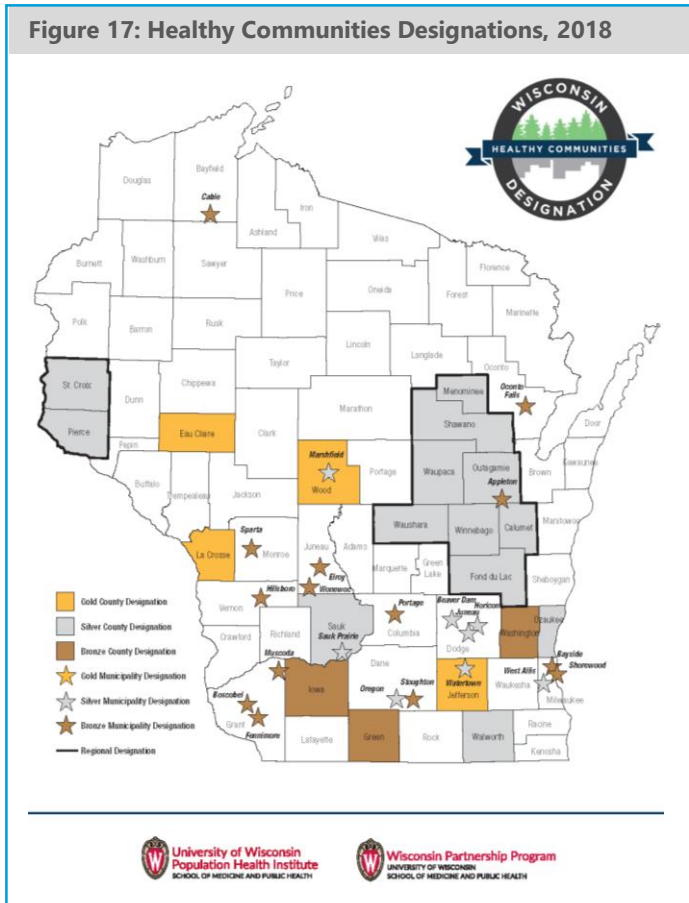 Figure 17: Healthy Communities Designations, 2018
WISCONSIN
HEALTHY COMMUNITIES
DESIGNATION
Douglas
Bayfield
Cable
Iron
Ashland
Vilas
Burnett
Washburn
Sawyer
Florence
Price
Oneida
Forest
Marinette
Polk
Barron
Rusk
Lincoln
Langlade
Oconto
Taylor
Chippewa
Menominee
Oconto
Falls
St. Croix
Dunn
Marathon
Shawano
Door
Pierce
Eau Claire
Clark
Pepin
Marshfield
Wood
Portage
Waupaca
Outagamie
Brown
Kewaunee
Appleton
Buffalo
Trempealeau
Jackson
Waushara
Winnebago
Calumet
Manitowoc
La Crosse
Sparta
Monroe
Juneau
Adams
Marquette
Green
Lake
Fond du Lac
Sheboygan
Elroy
Wonewoc
Hillsboro
Vernon
Portage
Columbia
Beaver Dam
Juneau
Horicon
Dodge
Washington
Ozaukee
Crawford
Richland
Sauk
Sauk Prairie
Muscoda
Dane
Bayside
Shorewood
West Allis
Waukesha
Milwaukee
Watertown
Jefferson
Oregon
Stoughton
Iowa
Boscobel
Grant
Fennimore
Lafayette
Green
Rock
Walworth
Racine
Kenosha
Gold County Designation
Silver County Designation
Bronze County Designation
Gold Municipality Designation
Silver Municipality Designation
Bronze Municipality Designation
Regional Designation
University of Wisconsin
Population Health Institute
SCHOOL OF MEDICINE AND PUBLIC HEALTH
Wisconsin Partnership Program
UNIVERSITY OF WISCONSIN
SCHOOL OF MEDICINE AND PUBLIC HEALTH